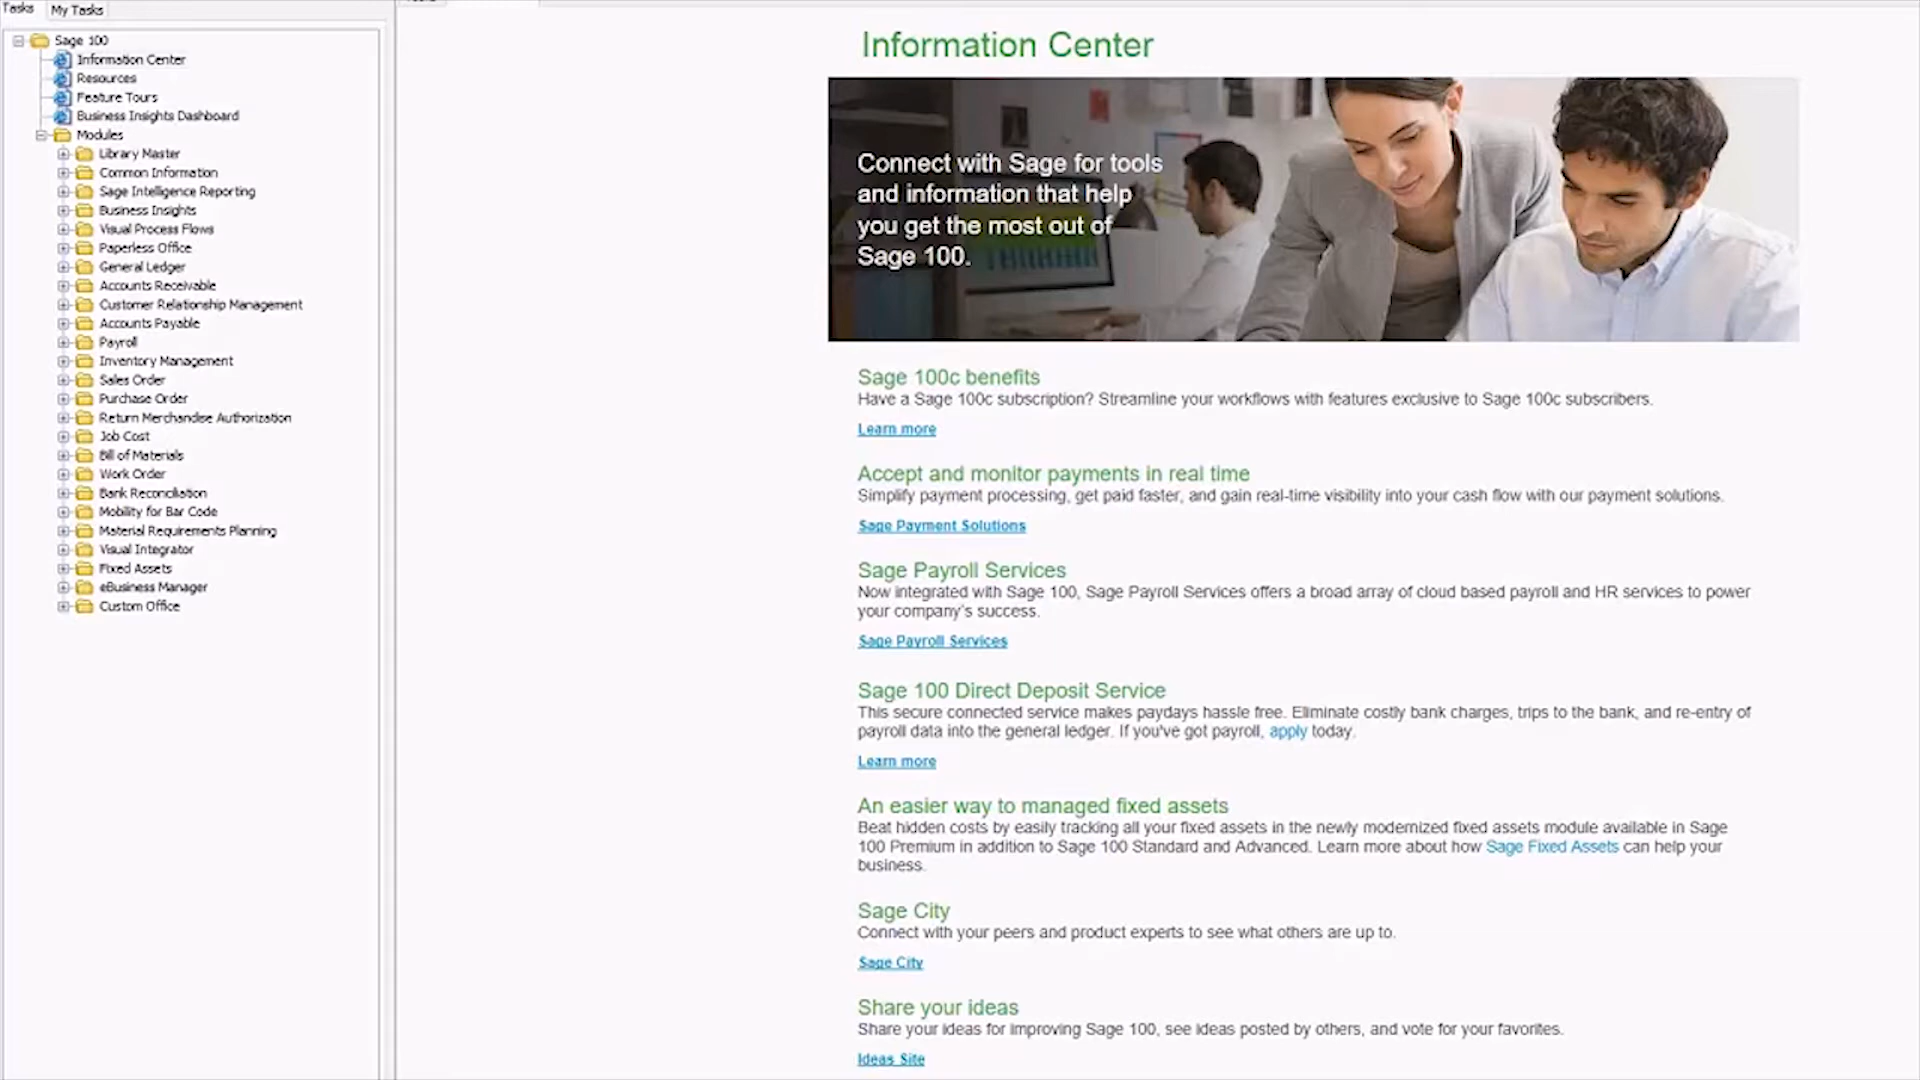 Tasks
My Tasks
Sage 100
Information Center
Resources
Feature Tours
Business Insights Dashboard
Modules
Library Master
Common Information
Sage Intelligence Reporting
Business Insights
Visual Process Flows
Paperless Office
General Ledger
Accounts Receivable
Customer Relationship Management
Accounts Payable
Payroll
Inventory Management
Sales Order
Purchase Order
Return Merchandise Authorization
Job Cost
Bill of Materials
Work Order
Bank Reconciliation
Mobility for Bar Code
Material Requirements Planning
Visual Integrator
Fixed Assets
eBusiness Manager
Custom Office
Information Center
Connect with Sage for tools
and information that help
you get the most out of
Sage 100.
Sage 100c benefits
Have a Sage 100c subscription? Streamline your workflows with features exclusive to Sage 100c subscribers.
Learn more
Accept and monitor payments in real time
Simplify payment processing, get paid faster, and gain real-time visibility into your cash flow with our payment solutions.
Sage Payment Solutions
Sage Payroll Services
Now integrated with Sage 100, Sage Payroll Services offers a broad array of cloud based payroll and HR services to power
your company's success.
Sage Payroll Services
Sage 100 Direct Deposit Service
This secure connected service makes paydays hassle free. Eliminate costly bank charges, trips to the bank, and re-entry of
payroll data into the general ledger. If you've got payroll, apply today.
Learn more
An easier way to managed fixed assets
Beat hidden costs by easily tracking all your fixed assets in the newly modernized fixed assets module available in Sage
100 Premium in addition to Sage 100 Standard and Advanced. Learn more about how Sage Fixed Assets can help your
business.
Sage City
Connect with your peers and product experts to see what others are up to.
Sage City
Share your ideas
Share your ideas for improving Sage 100, see ideas posted by others, and vote for your favorites.
Ideas Site